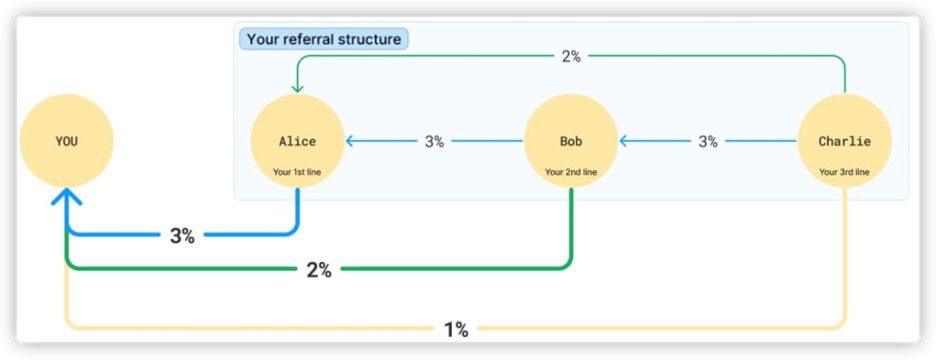 Your referral structure
2%
YOU
Alice
3%
Bob
3%
Charlie
Your 1st line
Your 2nd line
Your 3rd line
3%
2%
1%